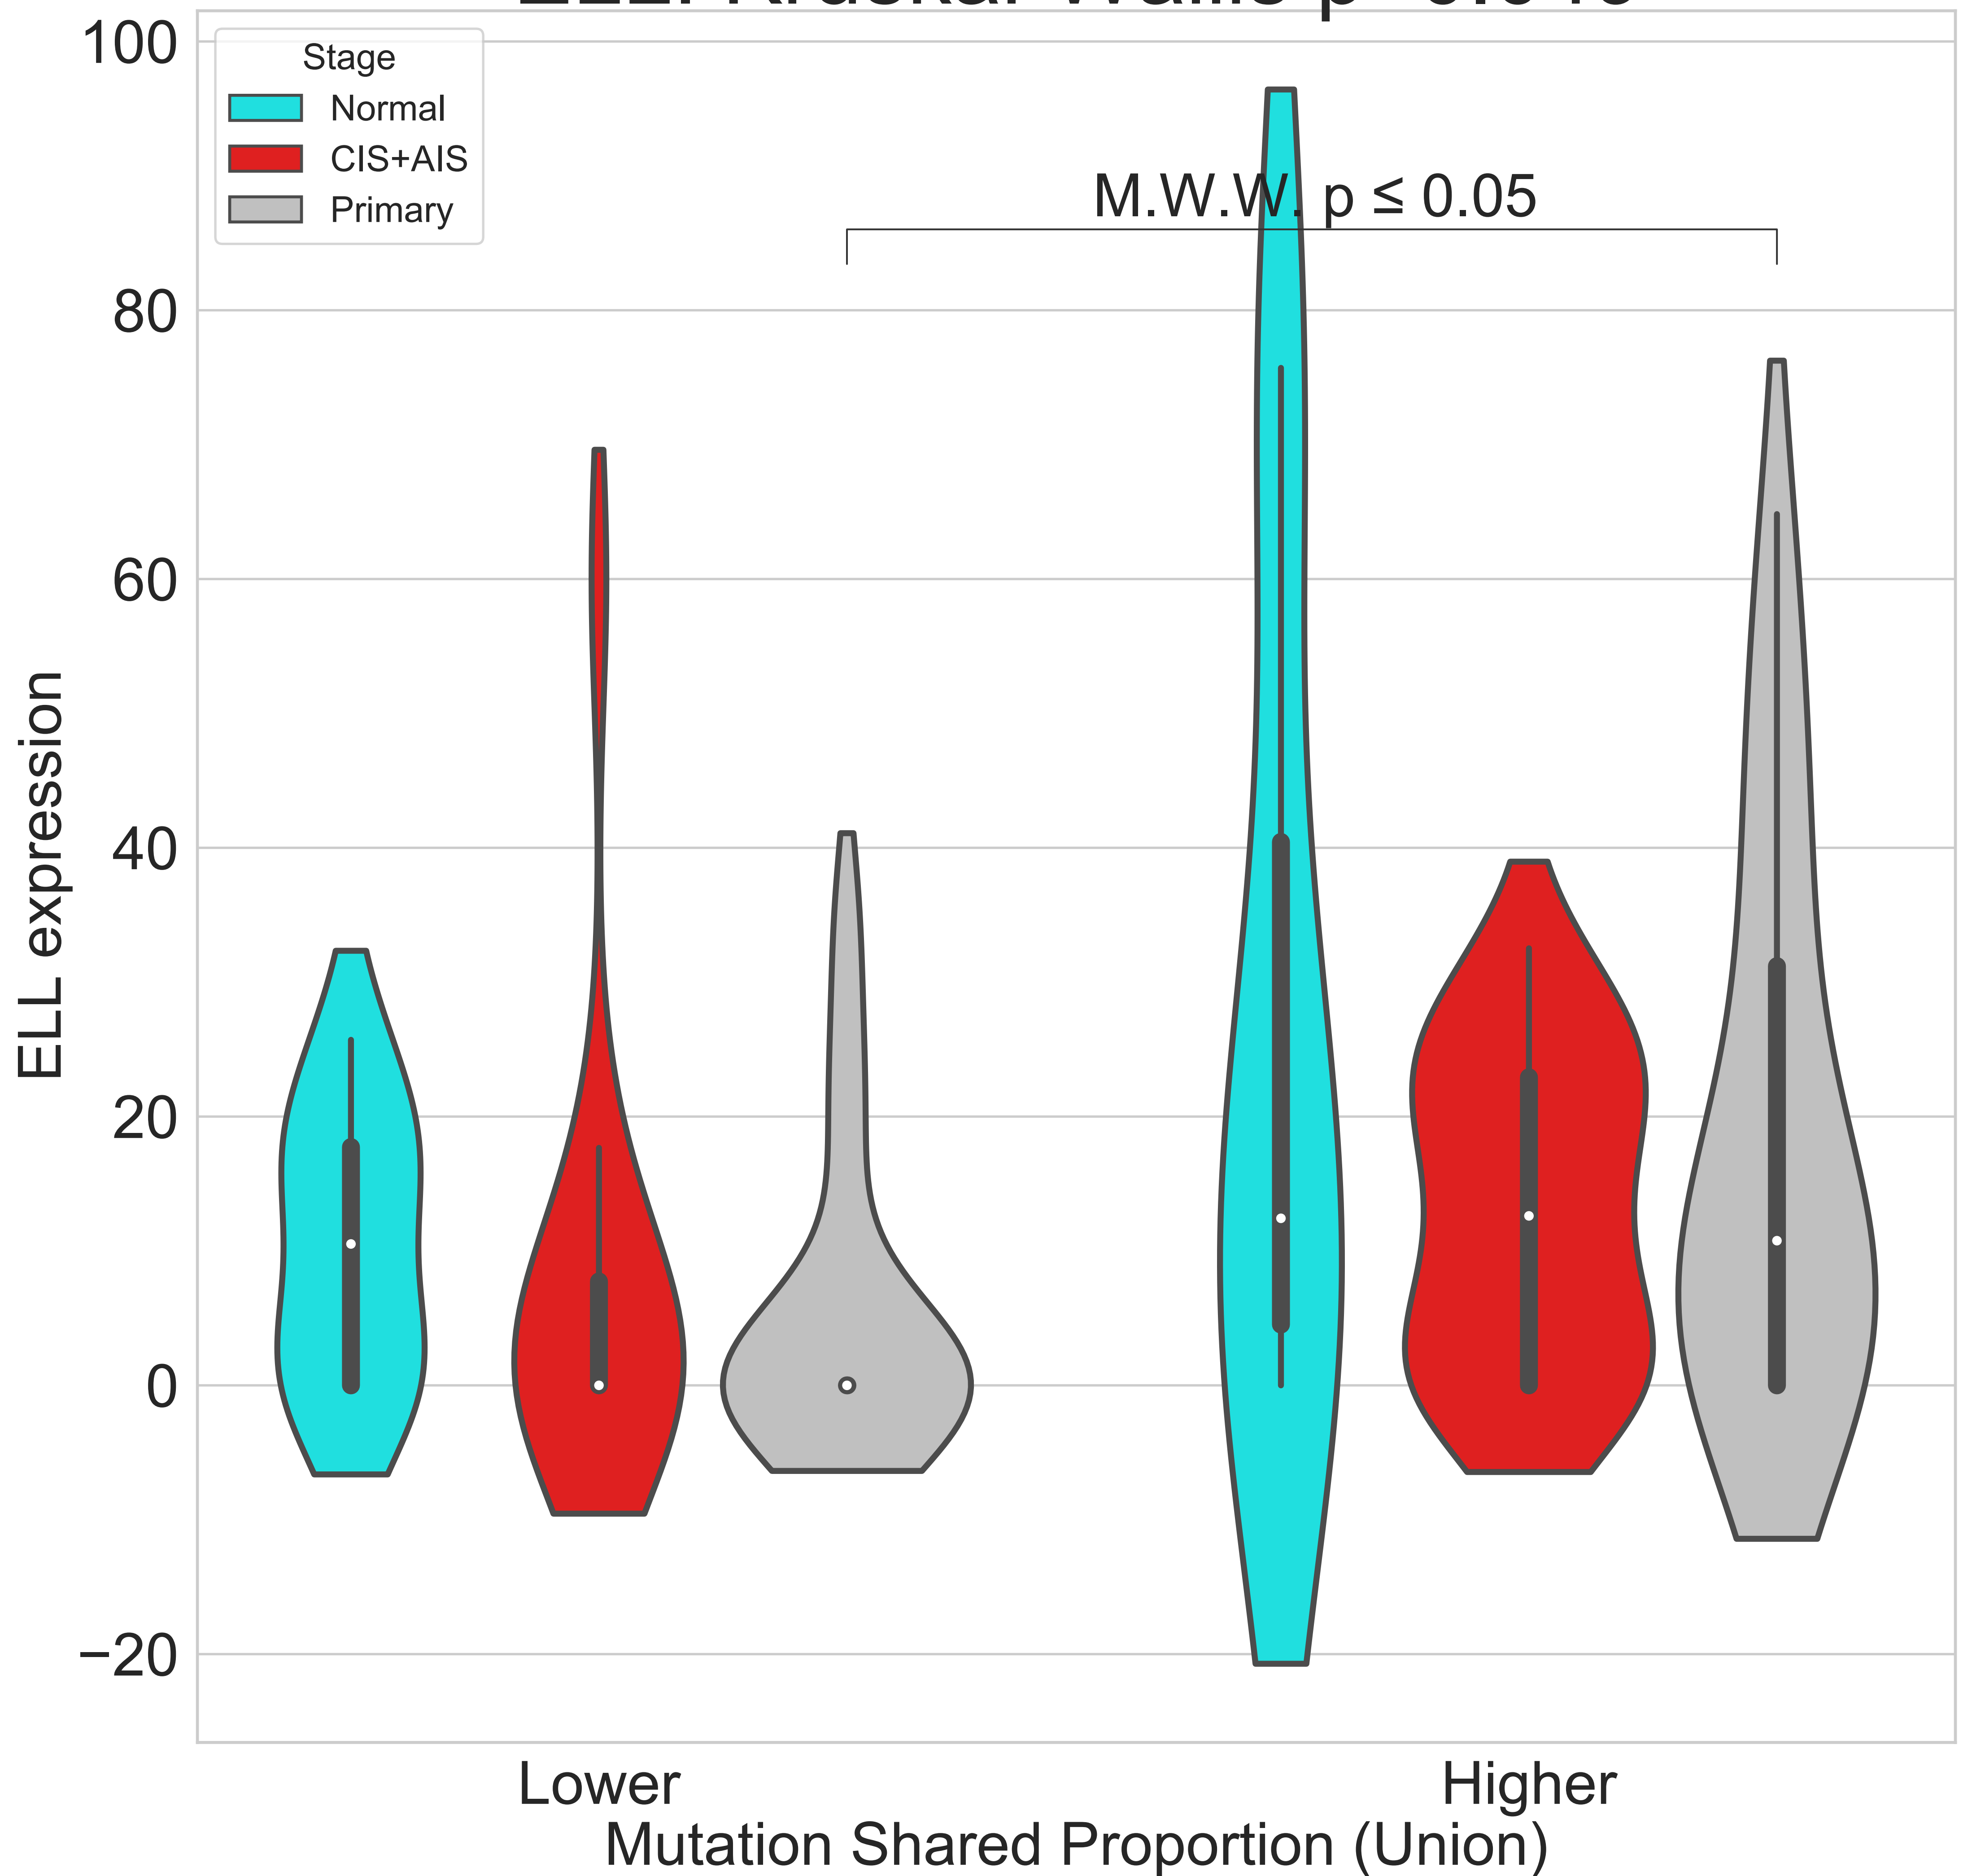 100
80
60
40
20
0
−20
ELL expression
Stage
Normal
CIS+AIS
Primary
M.W.W. p ≤ 0.05
Lower
Higher
Mutation Shared Proportion (Union)